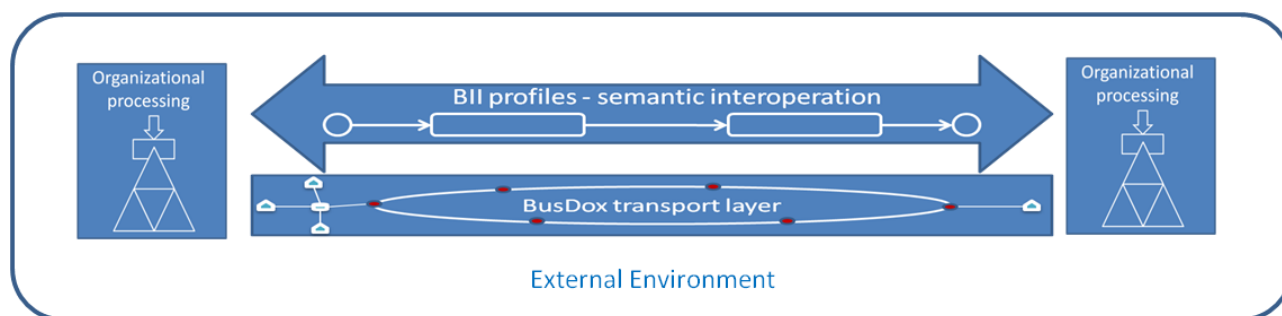 Organizational
processing
BII profiles - semantic interoperation
Organizational
processing
BusDox transport layer
External Environment